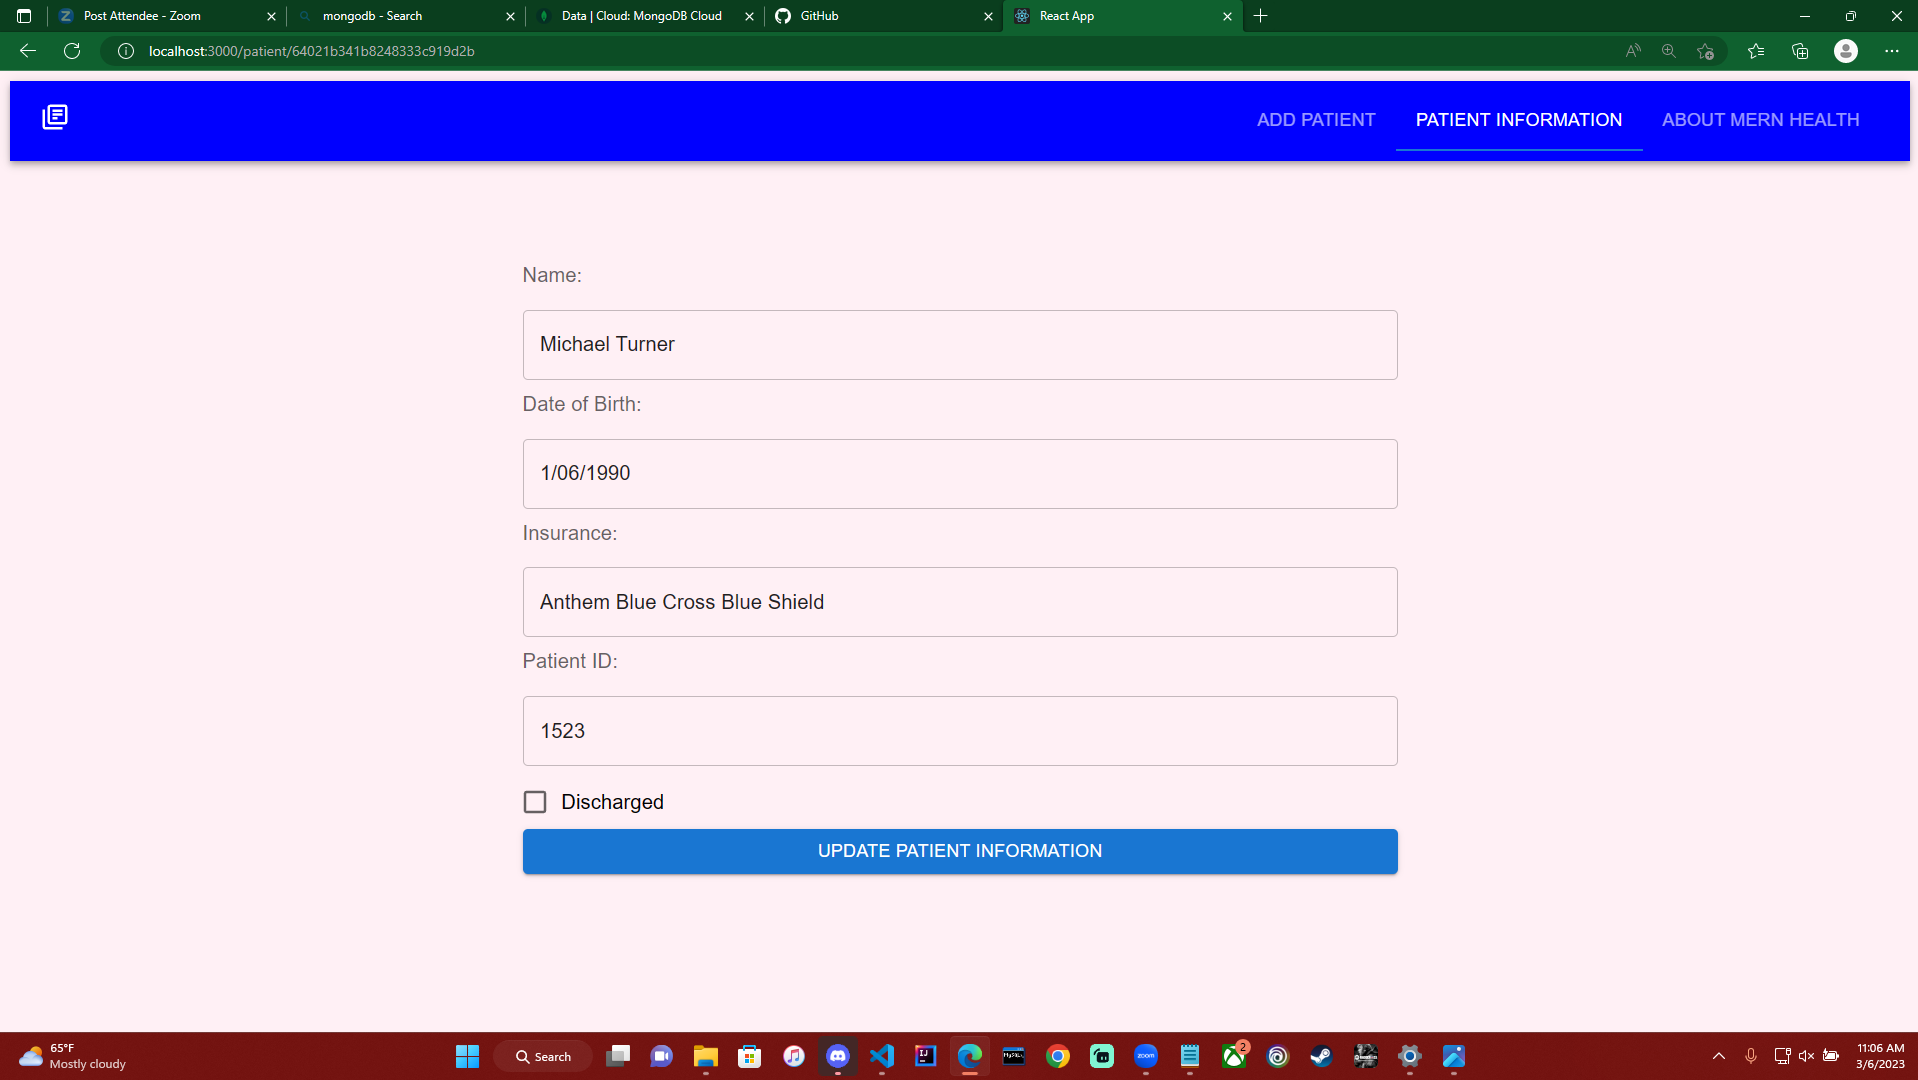 Post Attendee - Zoom
mongodb - Search
Data | Cloud: MongoDB Cloud
GitHub
React App
localhost:3000/patient/64021b341b8248333c919d2b
ADD PATIENT
PATIENT INFORMATION
ABOUT MERN HEALTH
Name:
Michael Turner
Date of Birth:
1/06/1990
Insurance:
Anthem Blue Cross Blue Shield
Patient ID:
1523
Discharged
UPDATE PATIENT INFORMATION
65°F
Mostly cloudy
Search
zoom
2
11:06 AM
3/6/2023